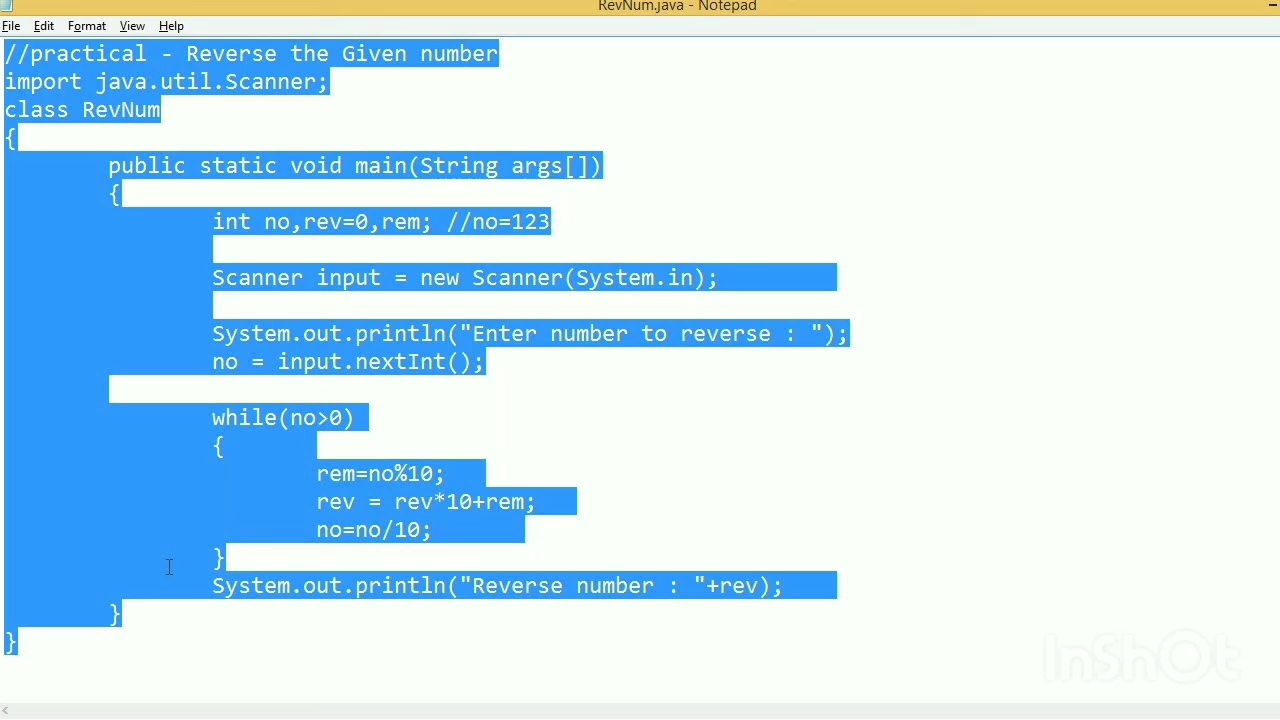 RevNum.java - Notepad
File Edit Format View Help
//practical - Reverse the Given number
import java.util.Scanner;
class RevNum
{
public static void main(String args[])
{
int no,rev=0,rem; //no=123
Scanner input = new Scanner(System.in);
System.out.println("Enter number to reverse : ");
no = input.nextInt();
while(no>0)
{
rem=no%10;
rev = rev*10+rem;
no=no/10;
}
System.out.println("Reverse number : "+rev);
}
}
InShOt